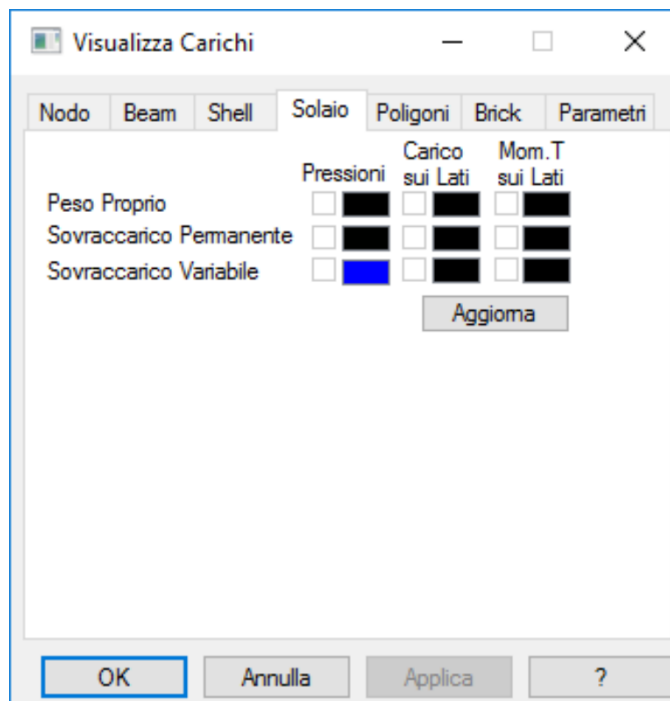 Visualizza Carichi
Nodo Beam Shell Solaio Poligoni Brick Parametri
Pressioni Carico sui Lati Mom.T sui Lati
Peso Proprio
Sovraccarico Permanente
Sovraccarico Variabile
Aggiorna
OK Annulla Applica ?